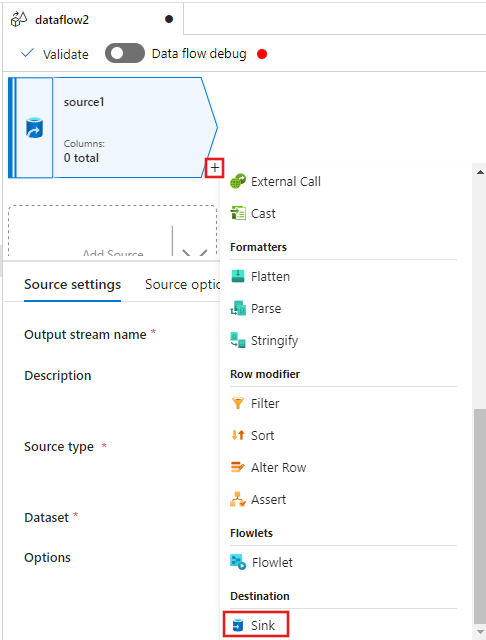 dataflow2
Validate
Data flow debug
source1
Columns:
0 total
+
Add Source
External Call
Cast
Formatters
Flatten
Parse
Stringify
Row modifier
Filter
Sort
Alter Row
Assert
Flowlets
Flowlet
Destination
Sink
Source settings
Source optio
Output stream name *
Description
Source type *
Dataset *
Options